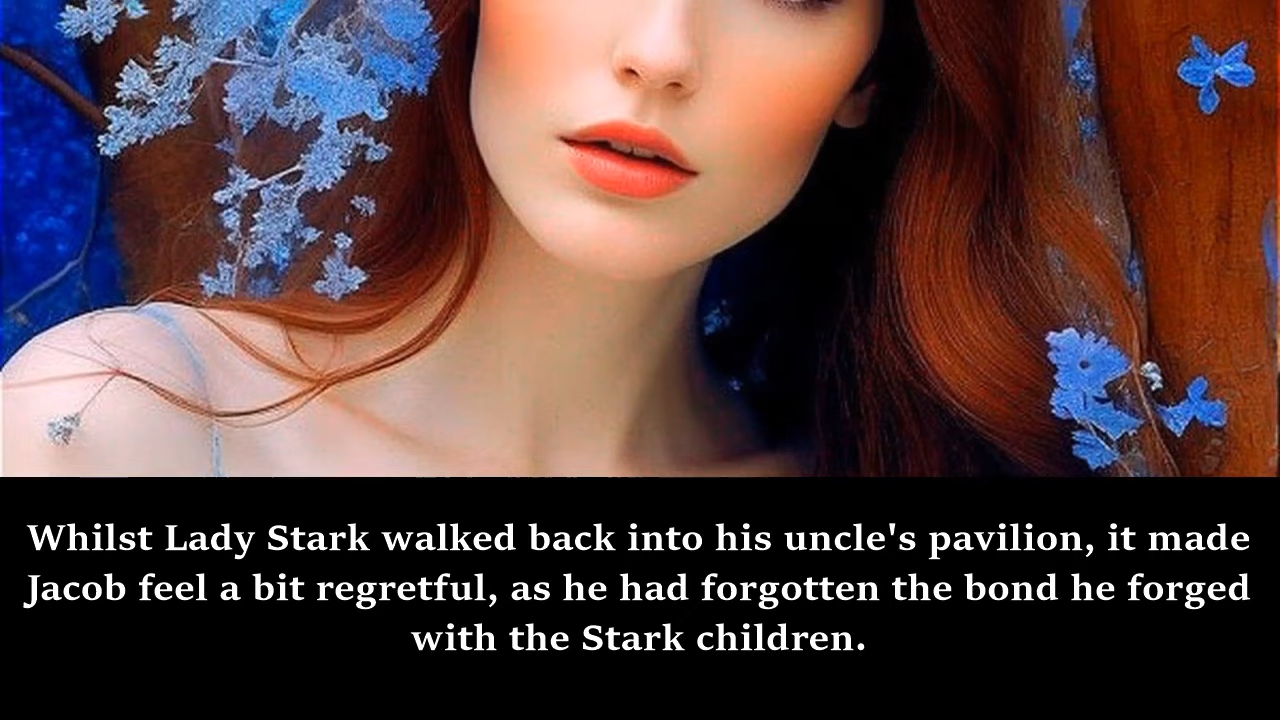 Whilst Lady Stark walked back into his uncle's pavilion, it made
Jacob feel a bit regretful, as he had forgotten the bond he forged
with the Stark children.